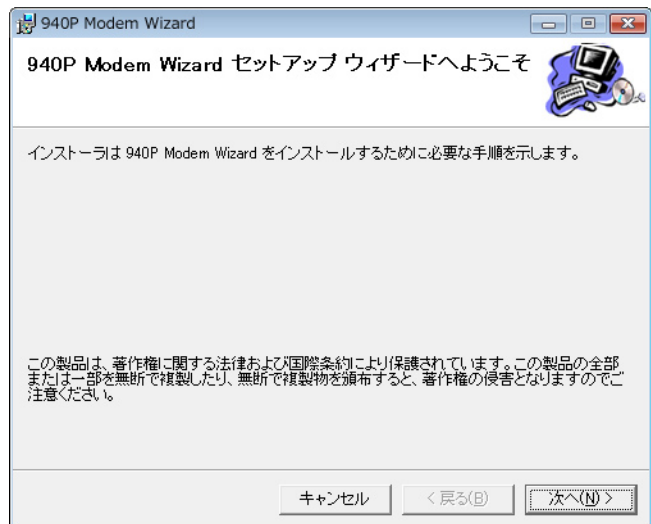 940P Modem Wizard
940P Modem Wizard セットアップ ウィザードへようこそ
インストーラは 940P Modem Wizard をインストールするために必要な手順を示します。
この製品は、著作権に関する法律および国際条約により保護されています。この製品の全部
または一部を無断で複製したり、無断で複製物を頒布すると、著作権の侵害となりますのでご
注意ください。
キャンセル
< 戻る(B)
次へ(N) >